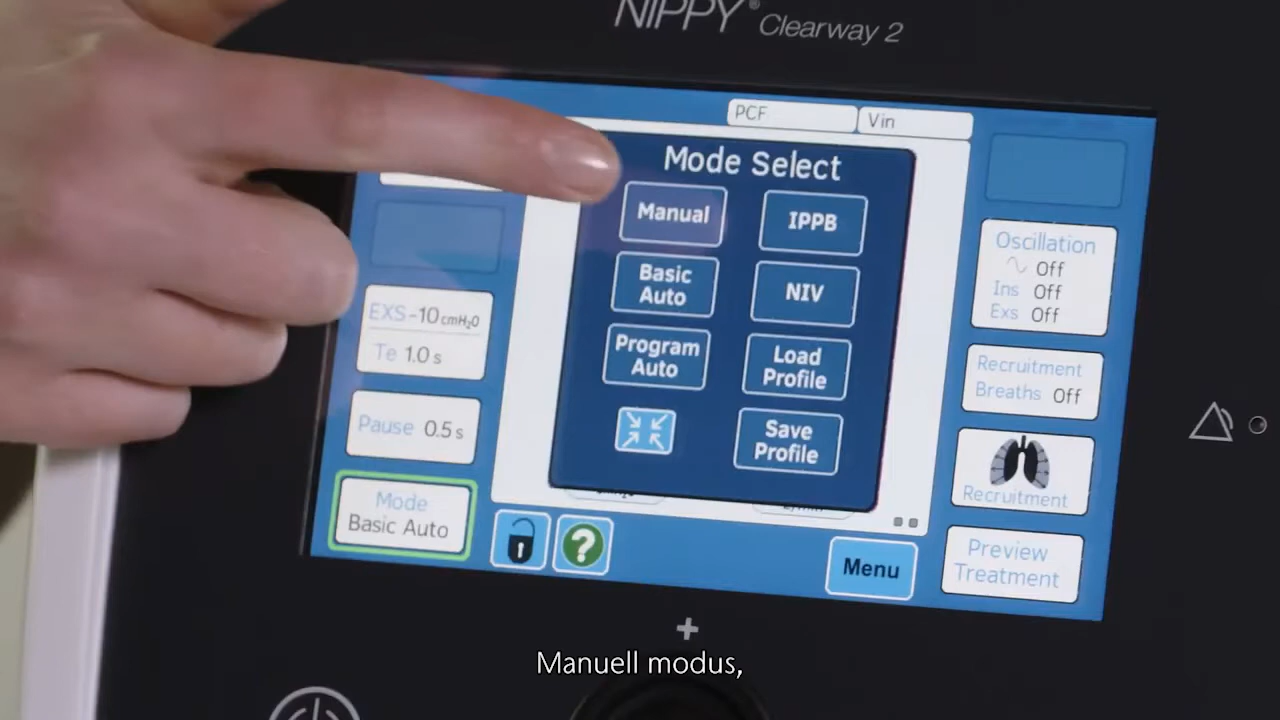 NIPPY® Clearway 2
PCF
Vin
Mode Select
Manual
IPPB
Basic
Auto
NIV
Program
Auto
Load
Profile
Save
Profile
EXS -10 cmH₂O
Te 1.0 s
Pause 0.5 s
Mode
Basic Auto
?
Menu
Oscillation
Off
Ins Off
Exs Off
Recruitment
Breaths Off
Recruitment
Preview
Treatment
+
Manuell modus,